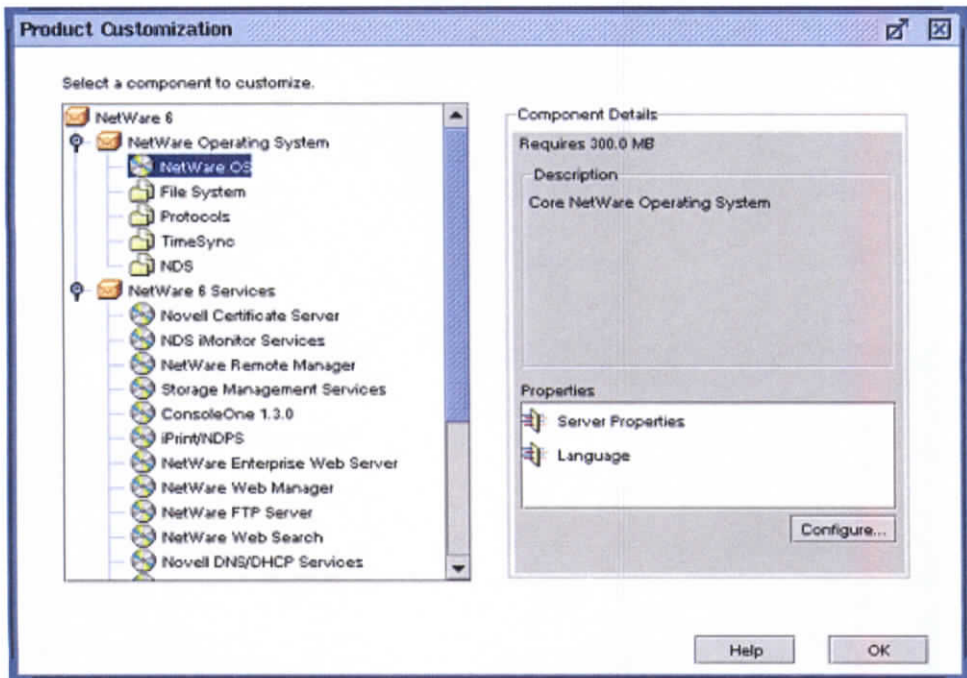 Product Customization
Select a component to customize.
NetWare 6
NetWare Operating System
NetWare OS
File System
Protocols
TimeSync
NDS
NetWare 6 Services
Novell Certificate Server
NDS iMonitor Services
NetWare Remote Manager
Storage Management Services
ConsoleOne 1.3.0
iPrint/NDPS
NetWare Enterprise Web Server
NetWare Web Manager
NetWare FTP Server
NetWare Web Search
Novell DNS/DHCP Services
Component Details
Requires 300.0 MB
Description
Core NetWare Operating System
Properties
Server Properties
Language
Configure...
Help
OK